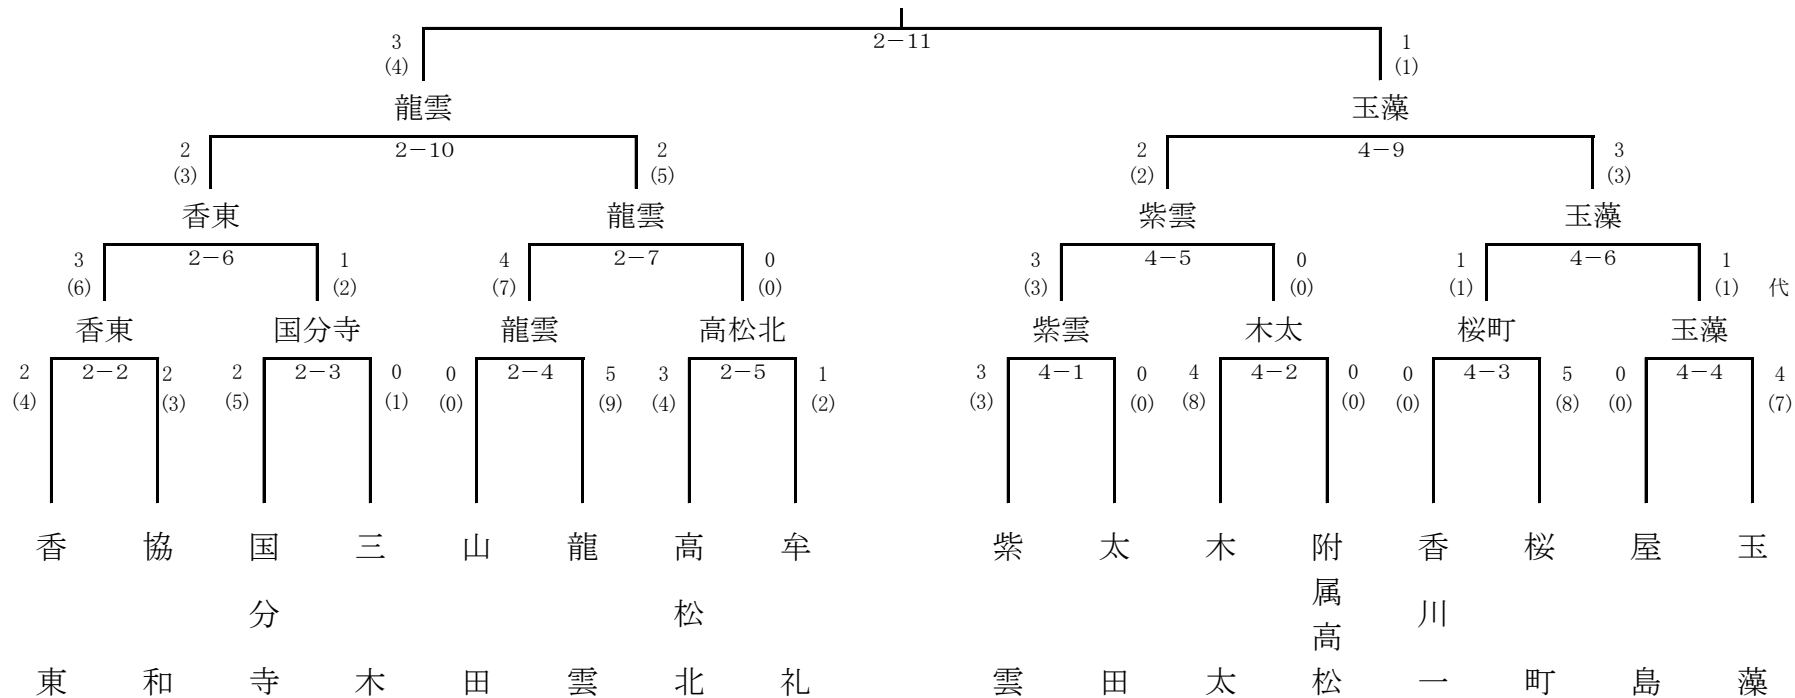 3 2－11 1
(4) (1)
龍雲 玉藻
2 2－10 2 2 4－9 3
(3) (5) (2) (3)
香東 龍雲 紫雲 玉藻
3 2－6 1 4 2－7 0 3 4－5 0 1 4－6 1
(6) (2) (7) (0) (3) (0) (1) (1) 代
香東 国分寺 龍雲 高松北 紫雲 木太 桜町 玉藻
2 2－2 2 2 2－3 0 0 2－4 5 3 2－5 1 3 4－1 0 4 4－2 0 0 4－3 5 0 4－4 4
(4) (3) (5) (1) (0) (9) (4) (2) (3) (0) (8) (0) (0) (8) (0) (7)
香東
協和
国分寺
三木
山田
龍雲
高松北
牟礼
紫雲
太田
木太
附属高松
香川一
桜町
屋島
玉藻